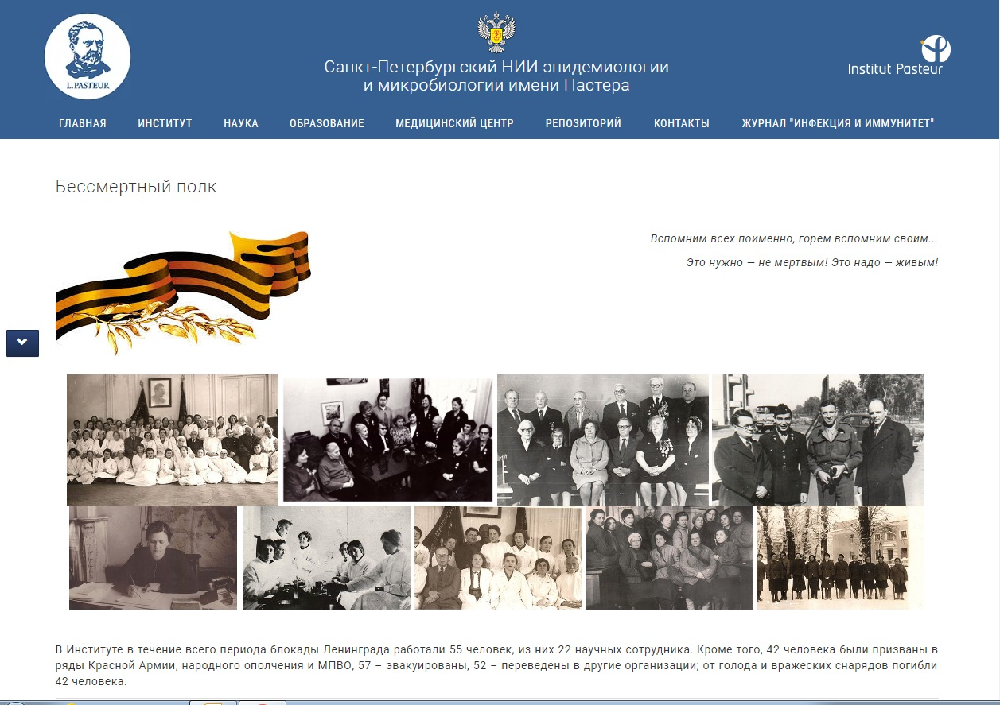 L.PASTEUR
Санкт-Петербургский НИИ эпидемиологии
и микробиологии имени Пастера
Institut Pasteur
ГЛАВНАЯ ИНСТИТУТ НАУКА ОБРАЗОВАНИЕ МЕДИЦИНСКИЙ ЦЕНТР РЕПОЗИТОРИЙ КОНТАКТЫ ЖУРНАЛ "ИНФЕКЦИЯ И ИММУНИТЕТ"
Бессмертный полк
Вспомним всех поименно, горем вспомним своим...
Это нужно — не мертвым! Это надо — живым!
В Институте в течение всего периода блокады Ленинграда работали 55 человек, из них 22 научных сотрудника. Кроме того, 42 человека были призваны в
ряды Красной Армии, народного ополчения и МПВО, 57 – эвакуированы, 52 – переведены в другие организации; от голода и вражеских снарядов погибли
42 человека.